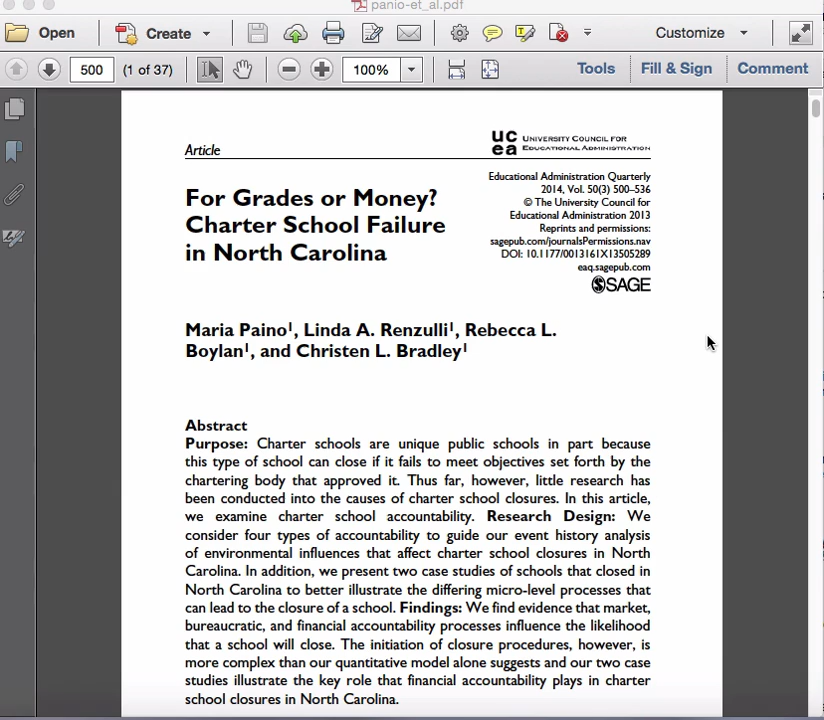 panio-et_al.pdf
Open
Create
Customize
500
(1 of 37)
100%
Tools
Fill & Sign
Comment
Article
uc UNIVERSITY COUNCIL FOR
ea EDUCATIONAL ADMINISTRATION
For Grades or Money?
Charter School Failure
in North Carolina
Educational Administration Quarterly
2014, Vol. 50(3) 500–536
© The University Council for
Educational Administration 2013
Reprints and permissions:
sagepub.com/journalsPermissions.nav
DOI: 10.1177/0013161X13505289
eaq.sagepub.com
SAGE
Maria Paino¹, Linda A. Renzulli¹, Rebecca L.
Boylan¹, and Christen L. Bradley¹
Abstract
Purpose: Charter schools are unique public schools in part because
this type of school can close if it fails to meet objectives set forth by the
chartering body that approved it. Thus far, however, little research has
been conducted into the causes of charter school closures. In this article,
we examine charter school accountability. Research Design: We
consider four types of accountability to guide our event history analysis
of environmental influences that affect charter school closures in North
Carolina. In addition, we present two case studies of schools that closed in
North Carolina to better illustrate the differing micro-level processes that
can lead to the closure of a school. Findings: We find evidence that market,
bureaucratic, and financial accountability processes influence the likelihood
that a school will close. The initiation of closure procedures, however, is
more complex than our quantitative model alone suggests and our two case
studies illustrate the key role that financial accountability plays in charter
school closures in North Carolina.